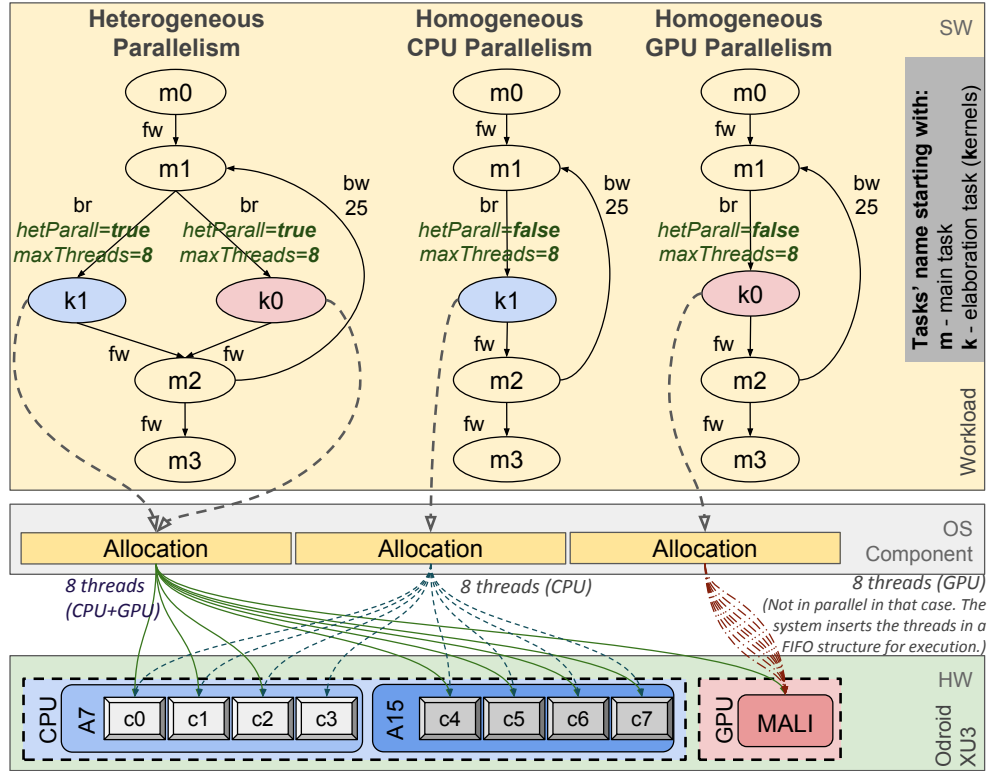 Heterogeneous
Parallelism
Homogeneous
CPU Parallelism
Homogeneous
GPU Parallelism
SW
m0
fw
m1
br
hetParall=true
maxThreads=8
hetParall=true
maxThreads=8
bw
25
k1
k0
fw
fw
m2
fw
m3
m0
fw
m1
br
bw
25
hetParall=false
maxThreads=8
k1
fw
m2
fw
m3
m0
fw
m1
br
bw
25
hetParall=false
maxThreads=8
k0
fw
m2
fw
m3
Tasks' name starting with:
m - main task
k - elaboration task (kernels)
Workload
Allocation
Allocation
Allocation
OS
Component
8 threads
(CPU+GPU)
8 threads (CPU)
8 threads (GPU)
(Not in parallel in that case. The
system inserts the threads in a
FIFO structure for execution.)
HW
CPU
A7
c0
c1
c2
c3
A15
c4
c5
c6
c7
GPU
MALI
Odroid
XU3